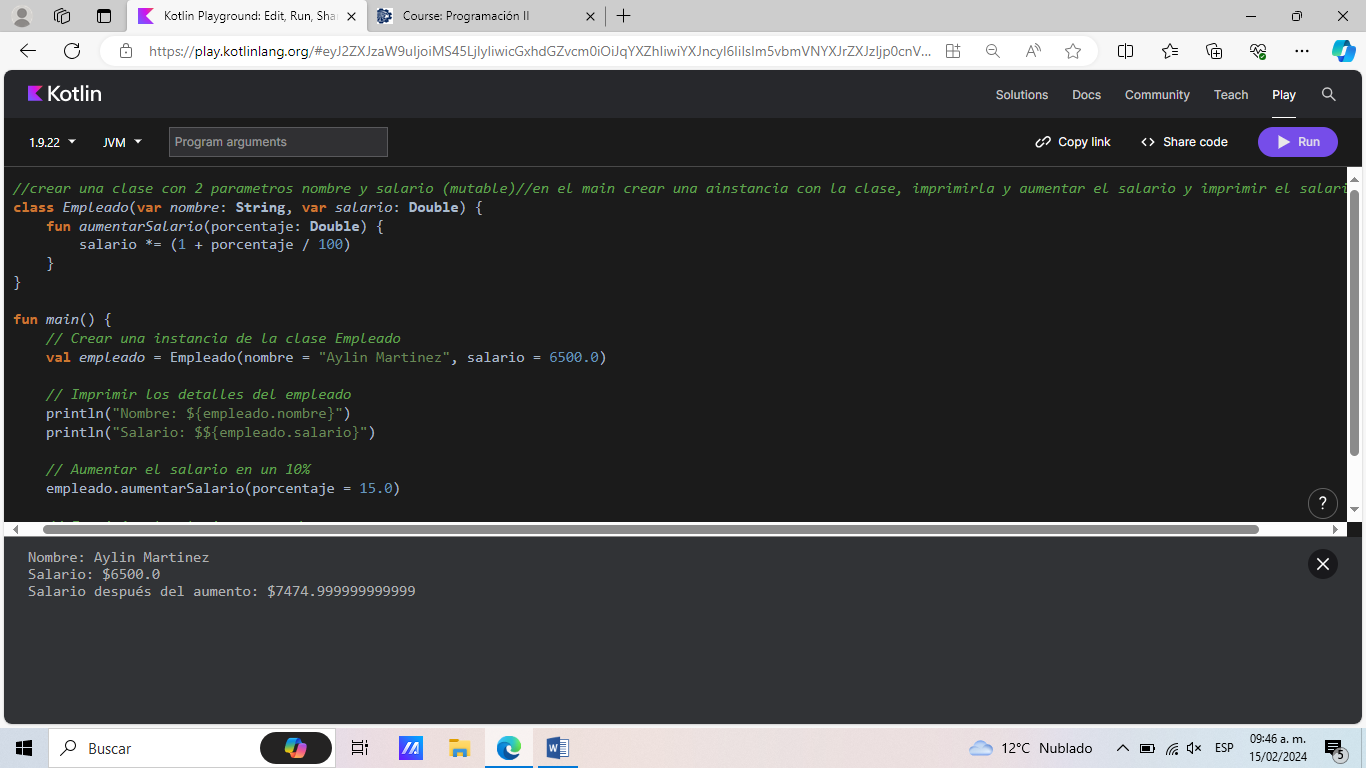 Kotlin Playground: Edit, Run, Shar
Course: Programación II
https://play.kotlinlang.org/#eyJ2ZXJzaW9uIjoiMS45LjIyIiwicGxhdGZvcm0iOiJqYXZhIiwiYXJncyI6IiIsIm5vbmVNYXJrZXJzIjp0cnV...
Kotlin
Solutions
Docs
Community
Teach
Play
1.9.22
JVM
Program arguments
Copy link
Share code
Run
//crear una clase con 2 parametros nombre y salario (mutable)//en el main crear una ainstancia con la clase, imprimirla y aumentar el salario y imprimir el salari
class Empleado(var nombre: String, var salario: Double) {
    fun aumentarSalario(porcentaje: Double) {
        salario *= (1 + porcentaje / 100)
    }
}
fun main() {
    // Crear una instancia de la clase Empleado
    val empleado = Empleado(nombre = "Aylin Martinez", salario = 6500.0)
    // Imprimir los detalles del empleado
    println("Nombre: ${empleado.nombre}")
    println("Salario: $${empleado.salario}")
    // Aumentar el salario en un 10%
    empleado.aumentarSalario(porcentaje = 15.0)
?
Nombre: Aylin Martinez
Salario: $6500.0
Salario después del aumento: $7474.999999999999
Buscar
12°C Nublado
ESP
09:46 a. m.
15/02/2024
5